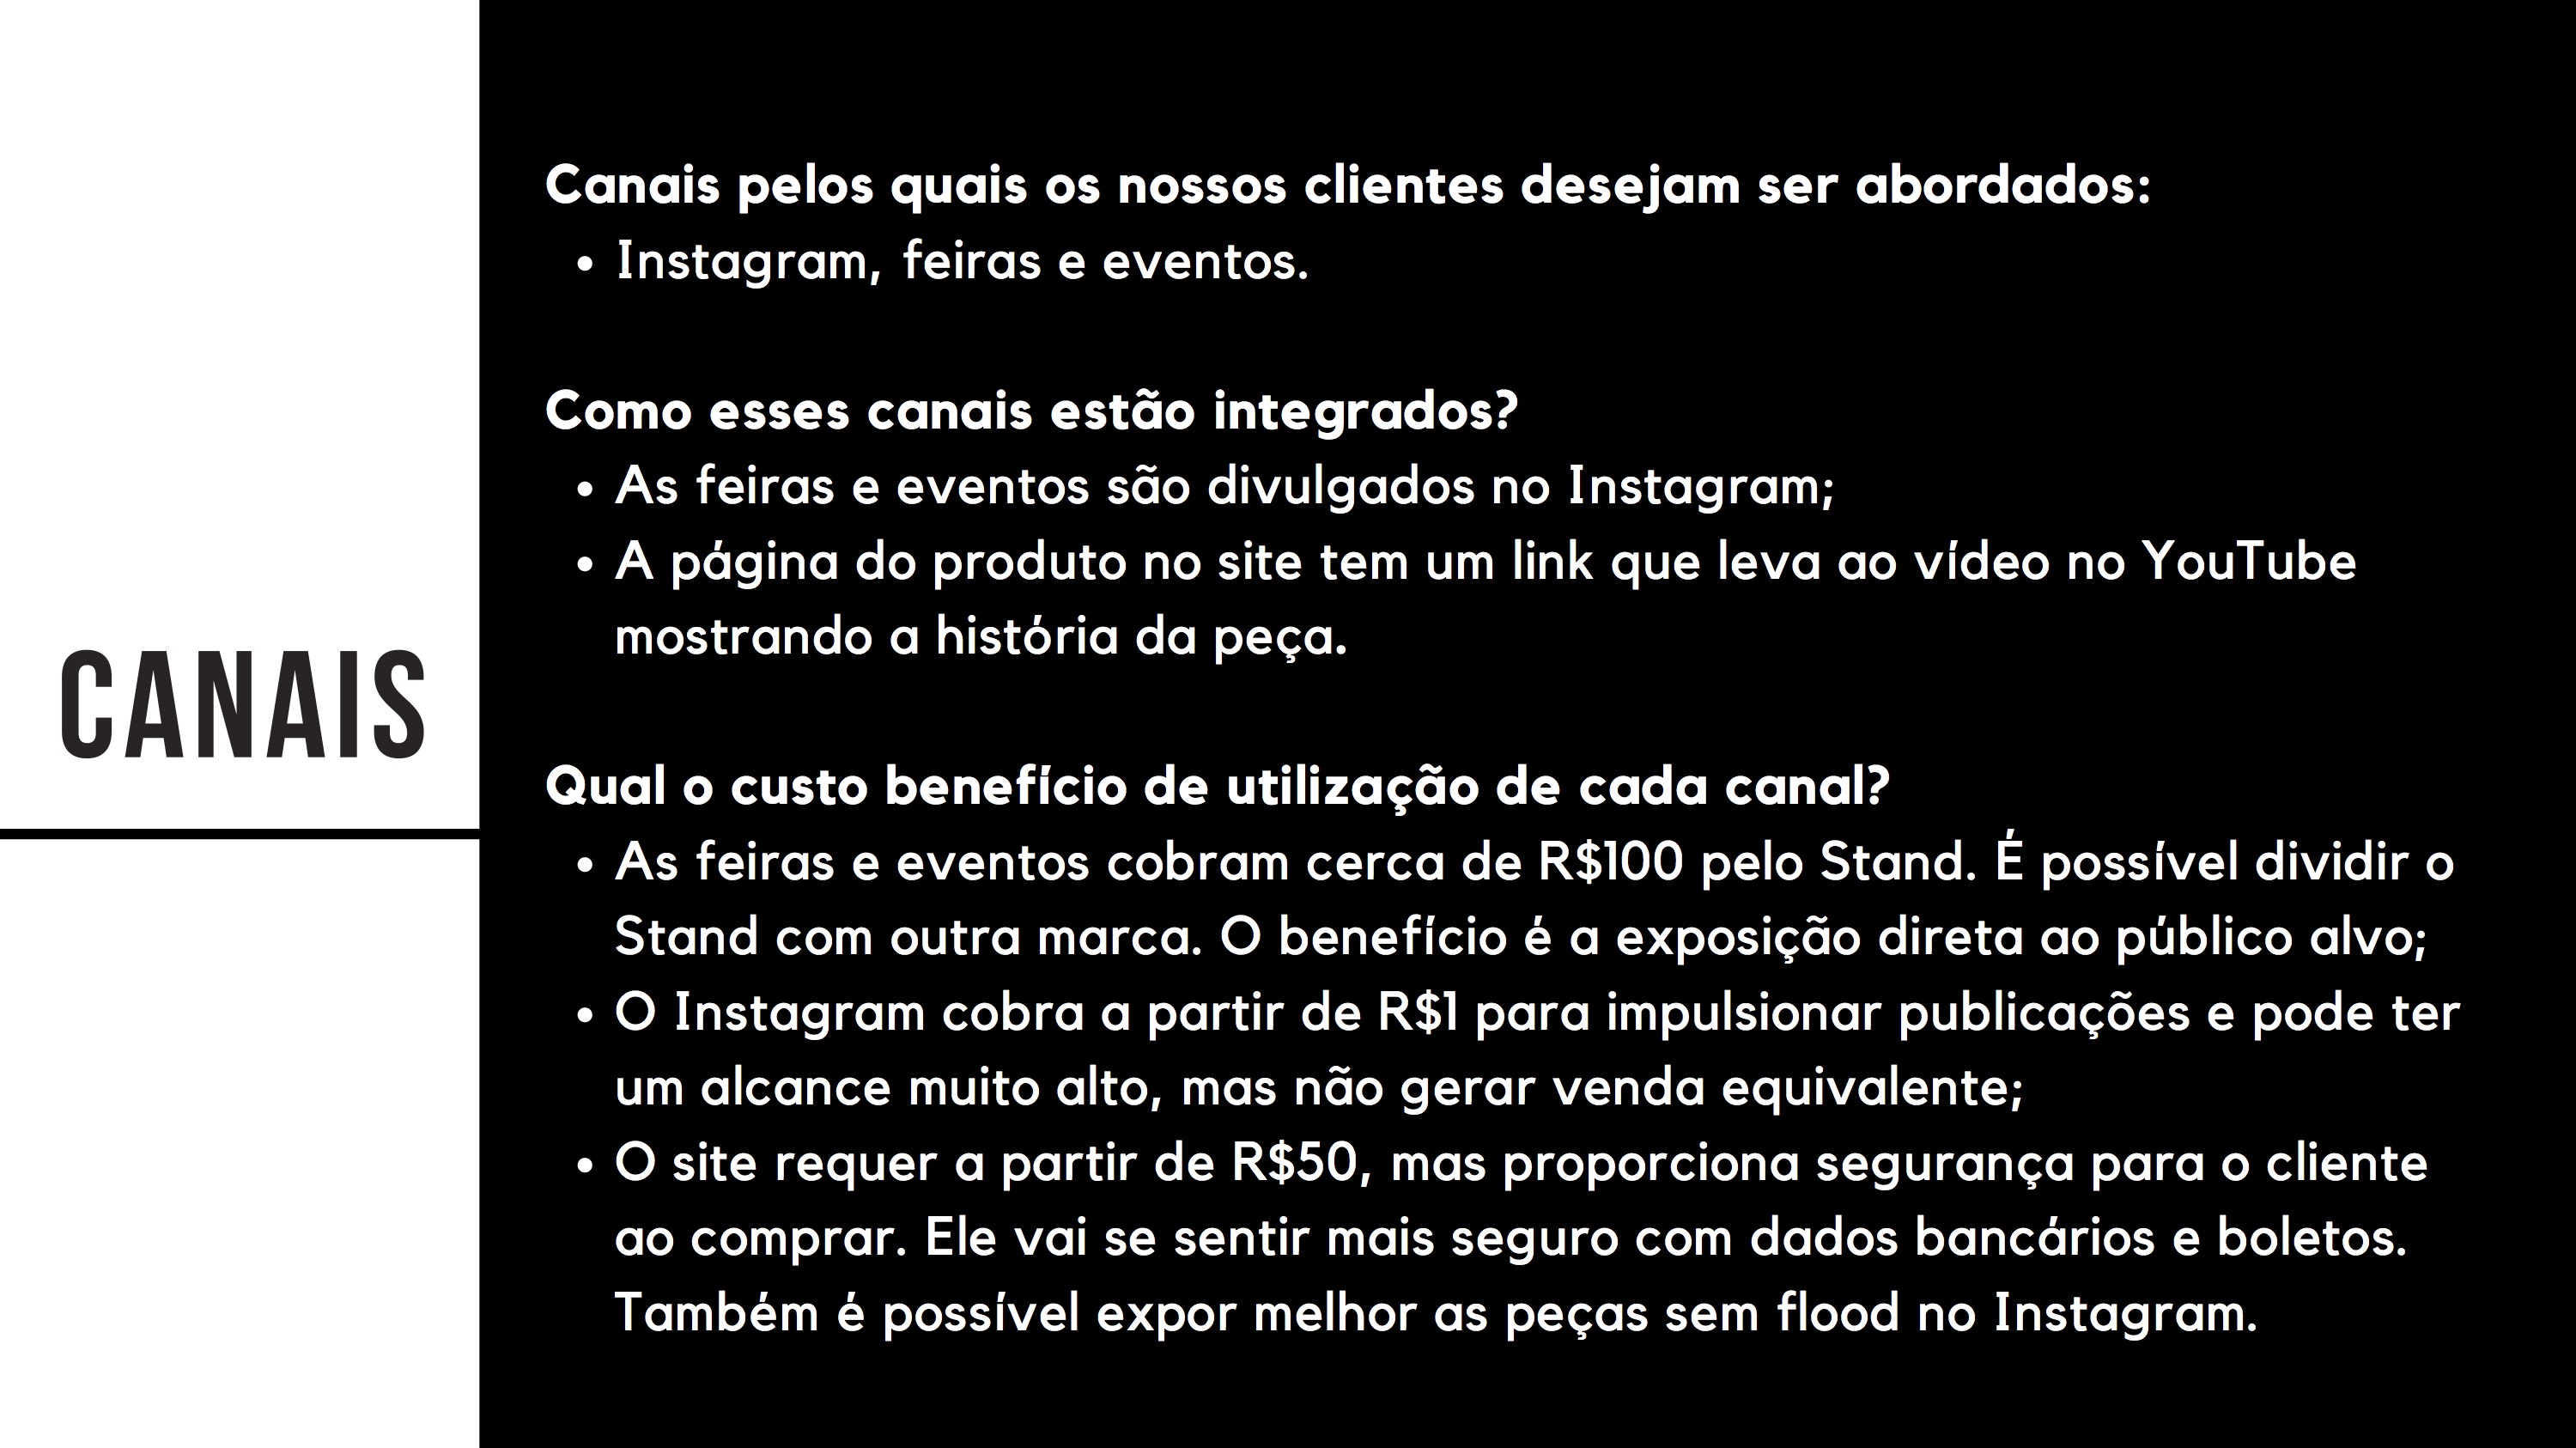 CANAIS
Canais pelos quais os nossos clientes desejam ser abordados:
• Instagram, feiras e eventos.
Como esses canais estão integrados?
• As feiras e eventos são divulgados no Instagram;
• A página do produto no site tem um link que leva ao vídeo no YouTube
mostrando a história da peça.
Qual o custo benefício de utilização de cada canal?
• As feiras e eventos cobram cerca de R$100 pelo Stand. É possível dividir o
Stand com outra marca. O benefício é a exposição direta ao público alvo;
• O Instagram cobra a partir de R$1 para impulsionar publicações e pode ter
um alcance muito alto, mas não gerar venda equivalente;
• O site requer a partir de R$50, mas proporciona segurança para o cliente
ao comprar. Ele vai se sentir mais seguro com dados bancários e boletos.
Também é possível expor melhor as peças sem flood no Instagram.